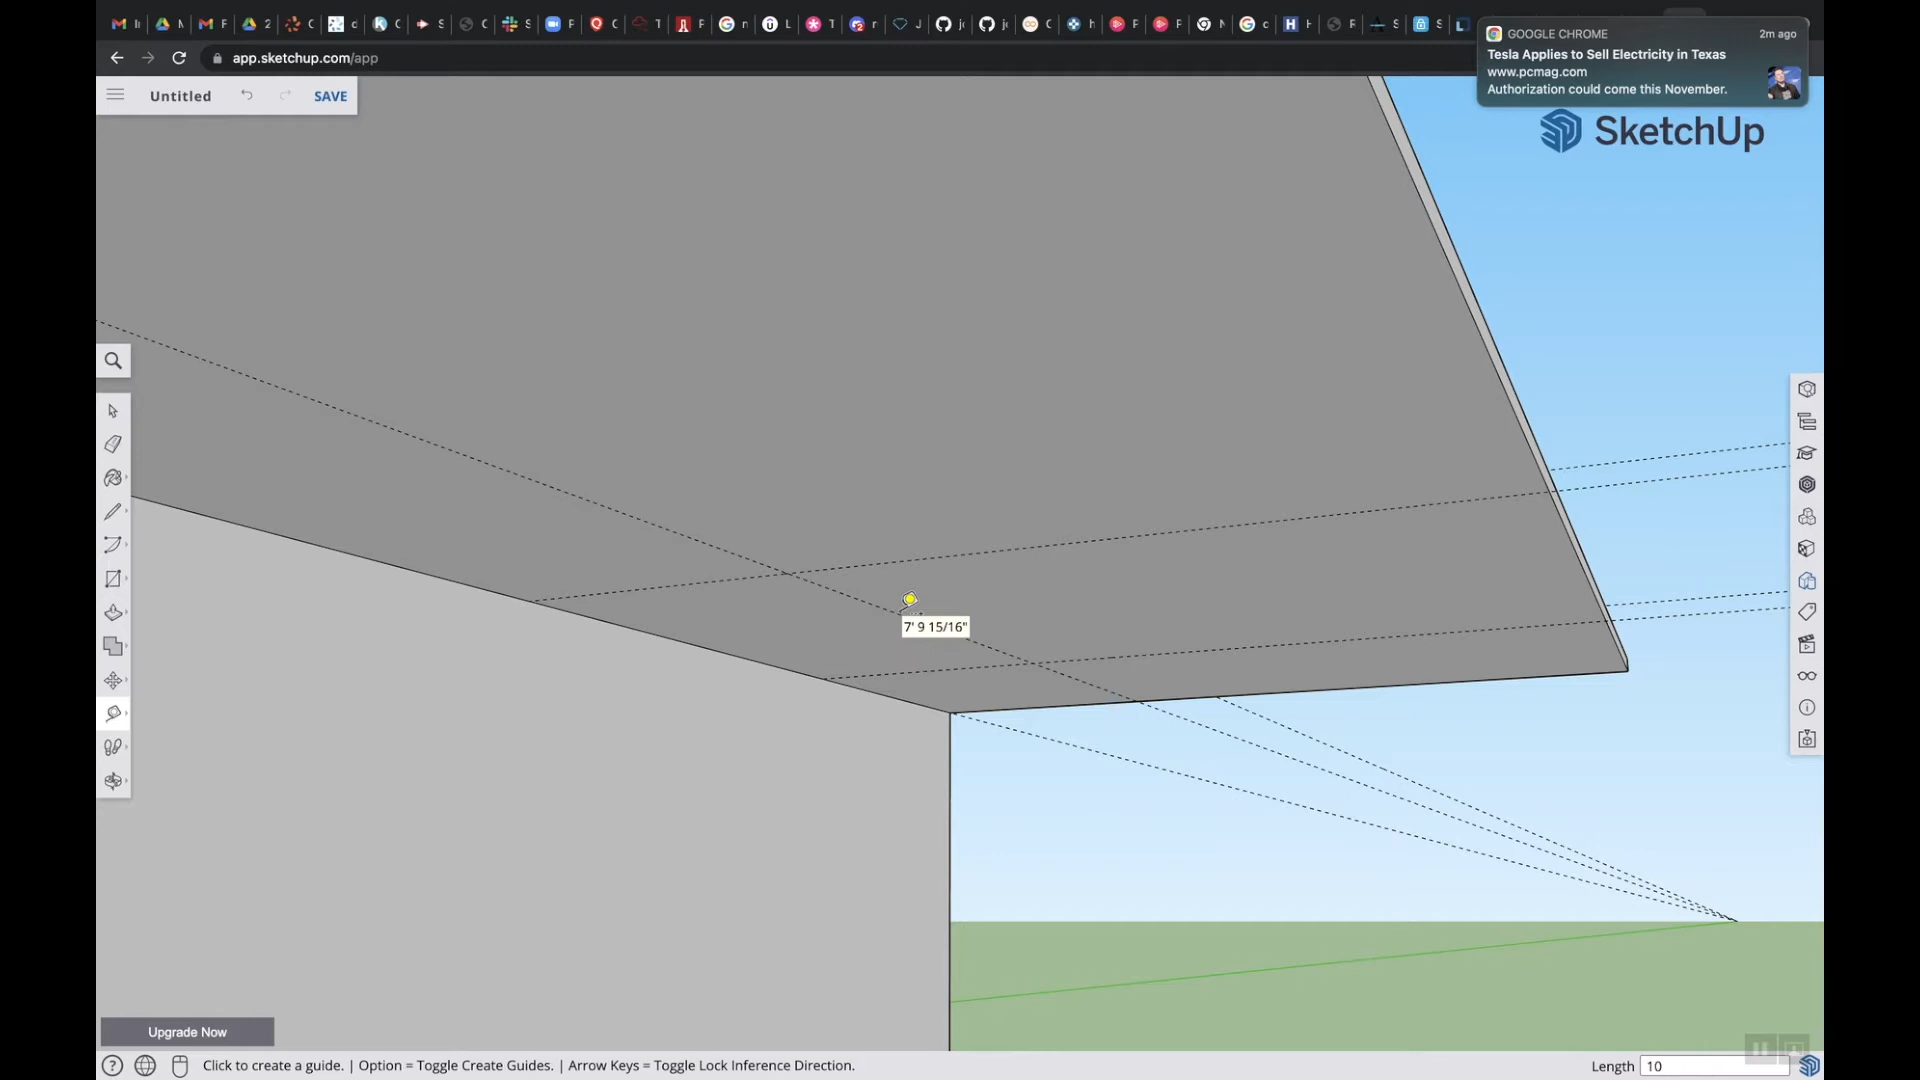 GOOGLE CHROME
2m ago
Tesla Applies to Sell Electricity in Texas
www.pcmag.com
Authorization could come this November.
app.sketchup.com/app
Untitled
SAVE
SketchUp
7' 9 15/16"
Upgrade Now
Click to create a guide. | Option = Toggle Create Guides. | Arrow Keys = Toggle Lock Inference Direction.
Length 10